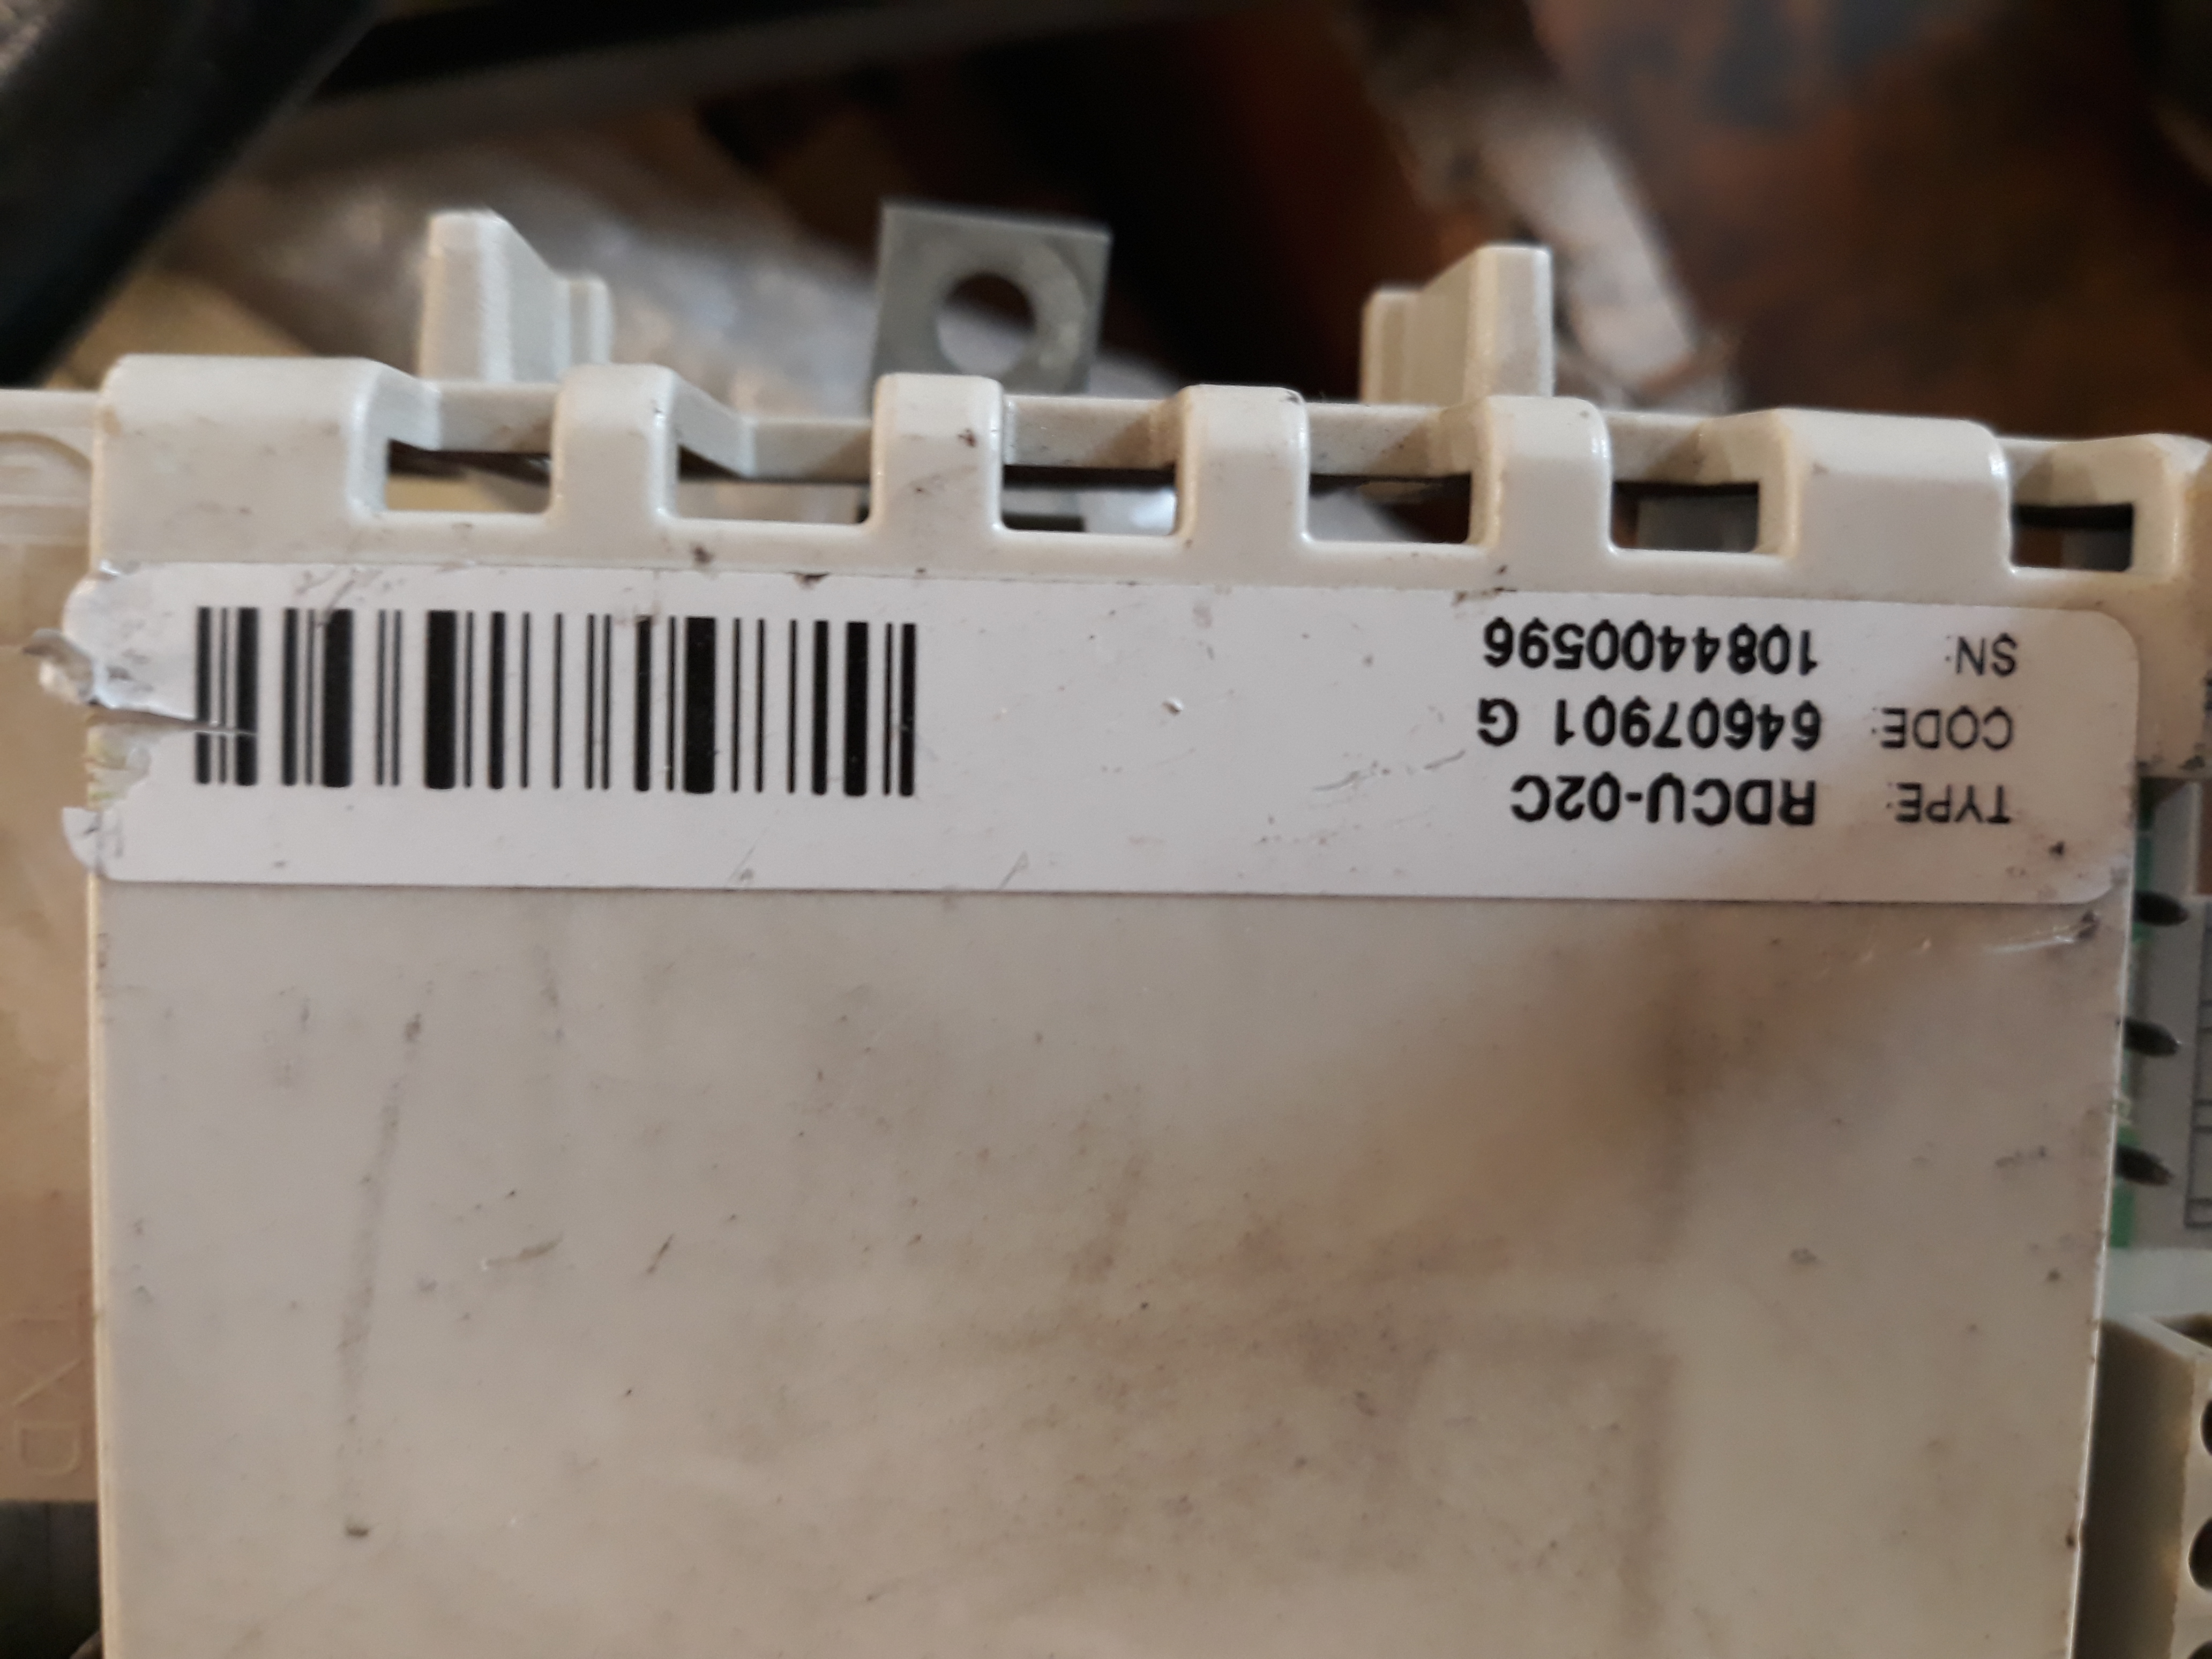 TYPE: RDCU-02C
CODE: 64607901 G
SN: 1084400596